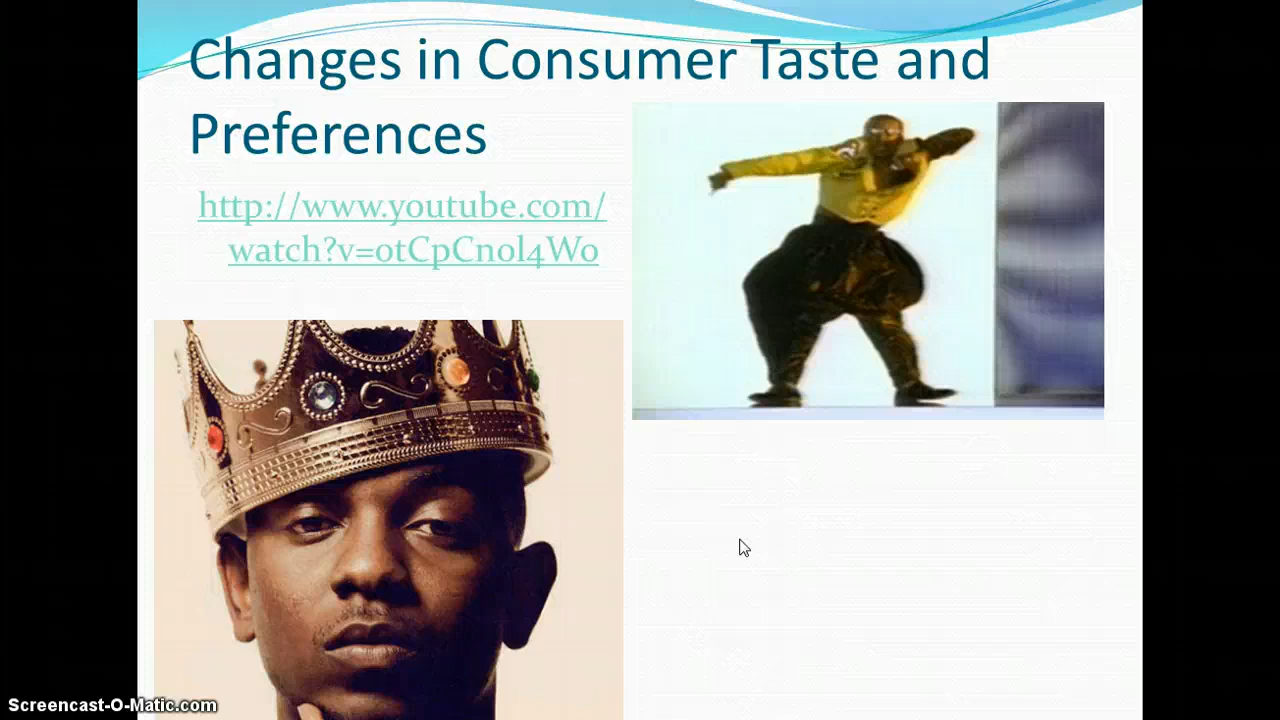 Changes in Consumer Taste and
Preferences
http://www.youtube.com/
watch?v=otCpCnol4Wo
Screencast-O-Matic.com